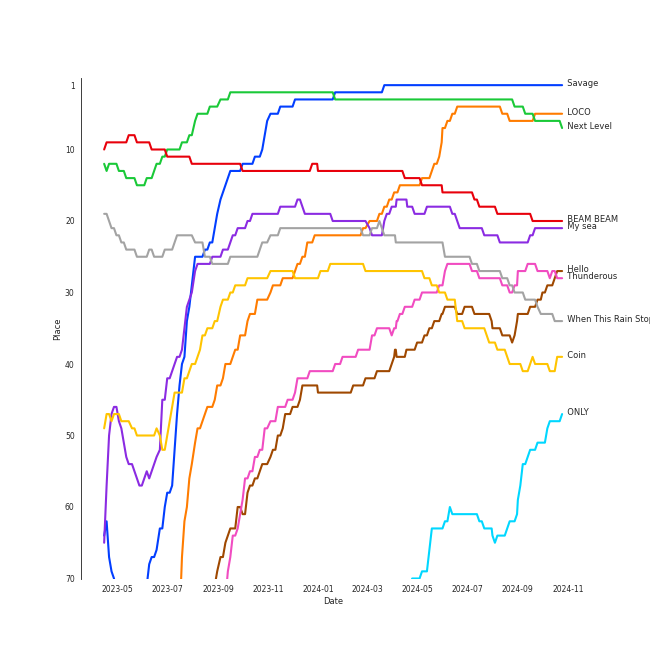 1
10
20
30
40
50
60
70
Place
2023-05
2023-07
2023-09
2023-11
2024-01
2024-03
2024-05
2024-07
2024-09
2024-11
Date
Savage
LOCO
Next Level
BEAM BEAM
My sea
Hello
Thunderous
When This Rain Stop
Coin
ONLY